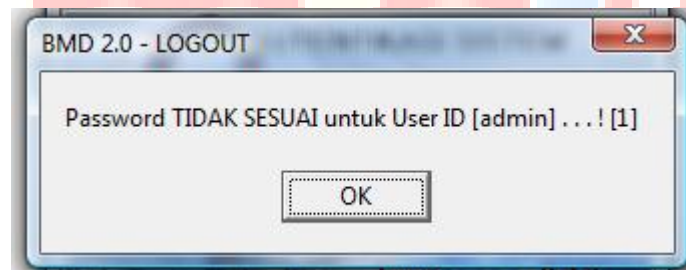 BMD 2.0 - LOGOUT
Password TIDAK SESUAI untuk User ID [admin] . . . ! [1]
OK